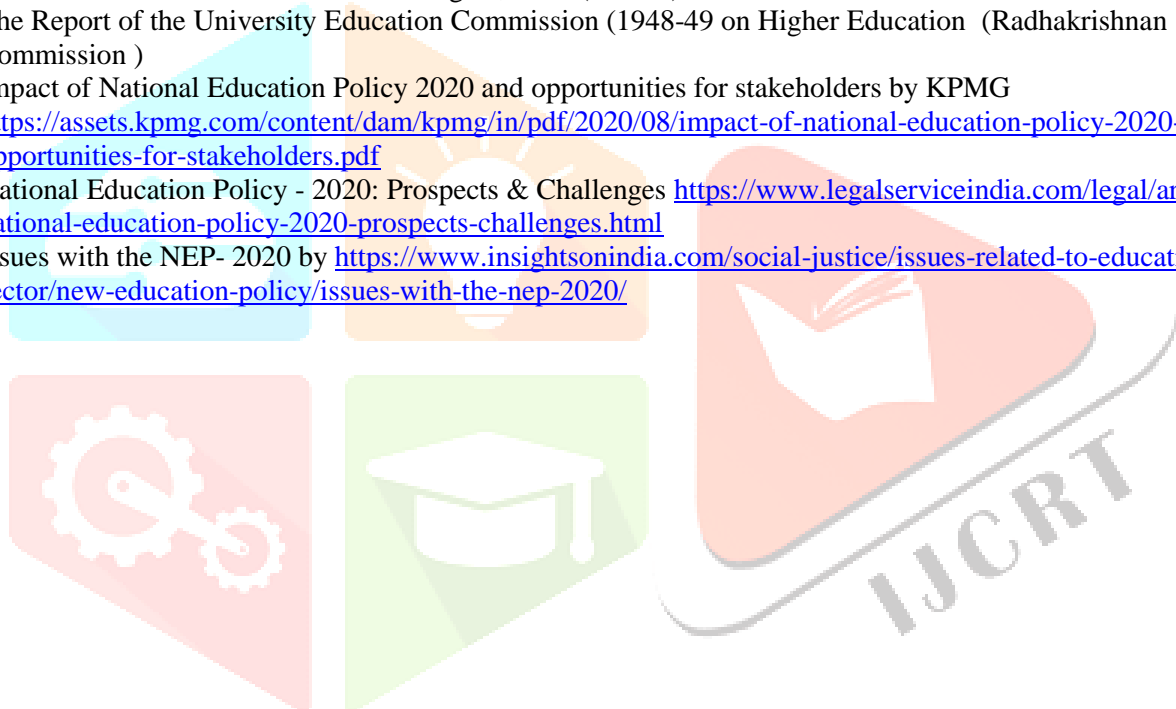 he Report of the University Education Commission (1948-49 on Higher Education (Radhakrishnan
ommission )
mpact of National Education Policy 2020 and opportunities for stakeholders by KPMG
ttps://assets.kpmg.com/content/dam/kpmg/in/pdf/2020/08/impact-of-national-education-policy-2020-
pportunities-for-stakeholders.pdf
ational Education Policy - 2020: Prospects & Challenges https://www.legalserviceindia.com/legal/ar
ational-education-policy-2020-prospects-challenges.html
sues with the NEP- 2020 by https://www.insightsonindia.com/social-justice/issues-related-to-educati
ector/new-education-policy/issues-with-the-nep-2020/
IJCRT